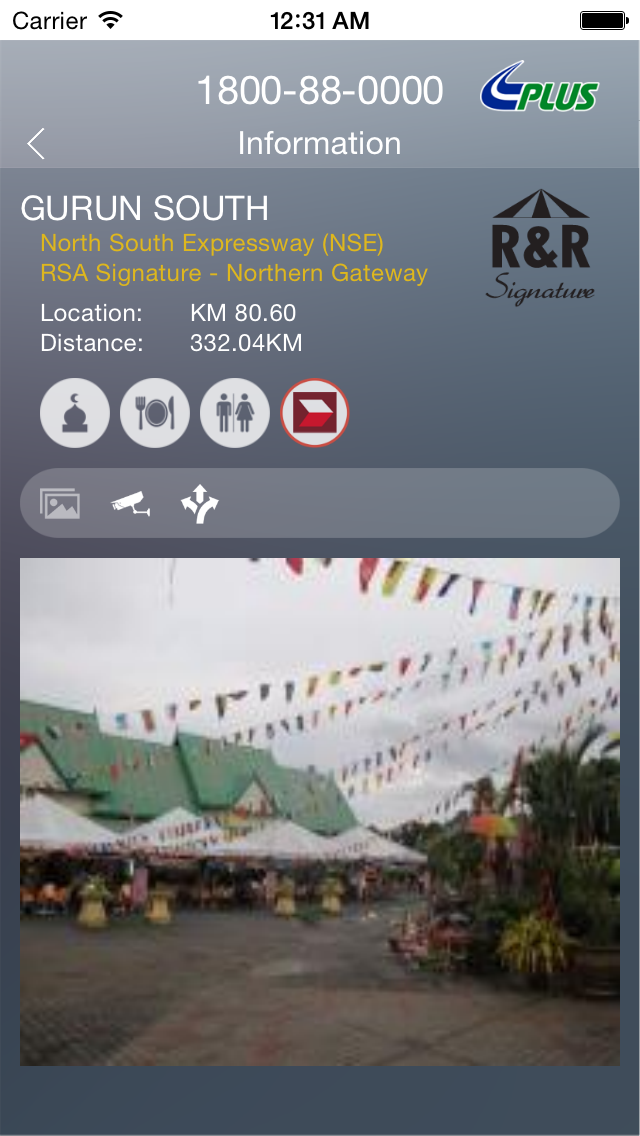 Carrier 12:31 AM
1800-88-0000 PLUS
Information
GURUN SOUTH
North South Expressway (NSE)
RSA Signature - Northern Gateway
R&R
Signature
Location: KM 80.60
Distance: 332.04KM